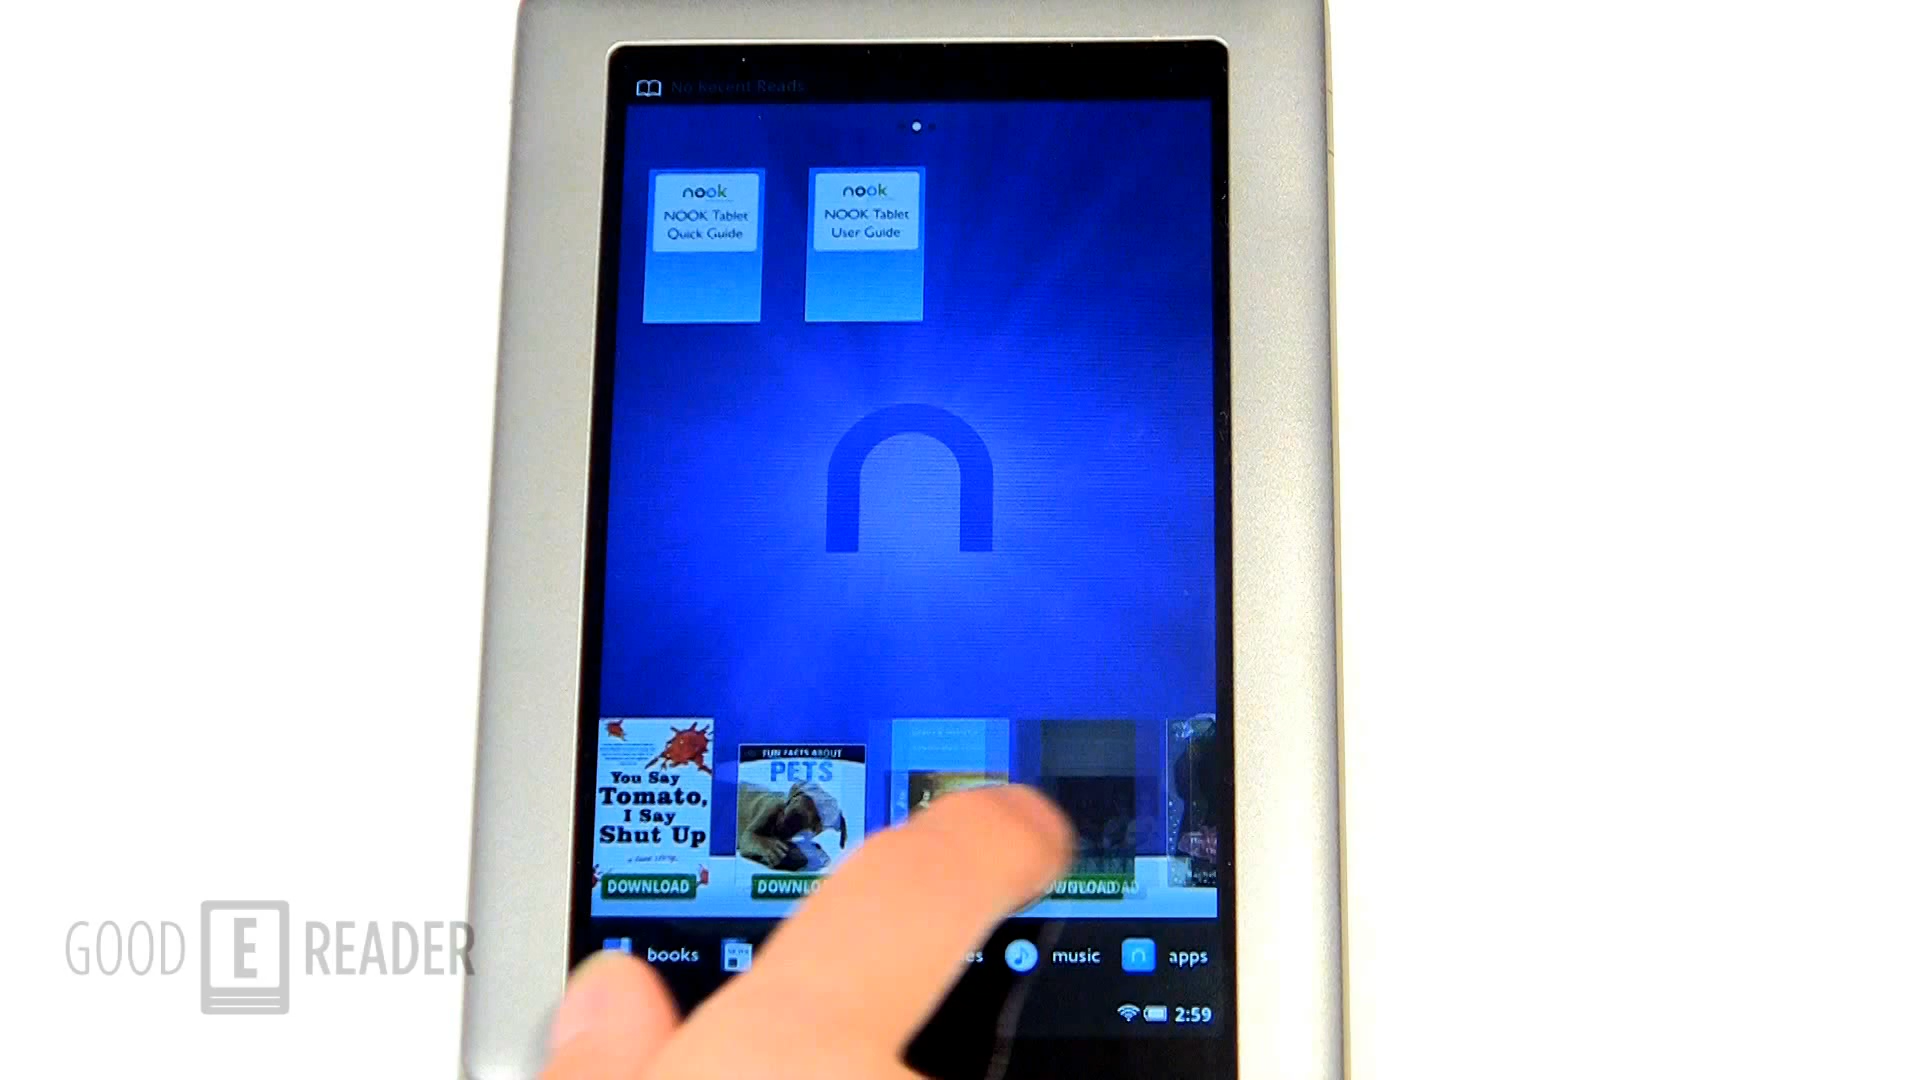 No Recent Reads
nook
NOOK Tablet
Quick Guide
nook
NOOK Tablet
User Guide
You Say
Tomato,
I Say
Shut Up
DOWNLOAD
FUN FACTS ABOUT
PETS
DOWNLO
books
music
apps
2:59
GOOD E READER